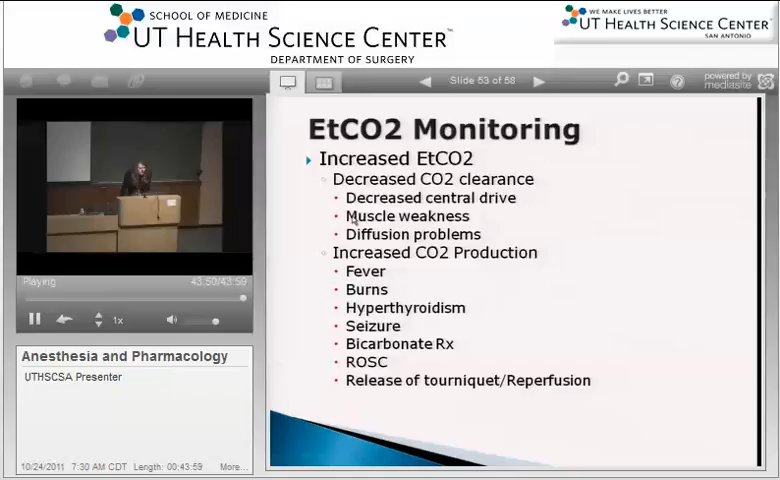 SCHOOL OF MEDICINE
UT HEALTH SCIENCE CENTER™
DEPARTMENT OF SURGERY
WE MAKE LIVES BETTER
UT HEALTH SCIENCE CENTER
SAN ANTONIO
Slide 53 of 58
powered by
mediasite
EtCO2 Monitoring
Increased EtCO2
Decreased CO2 clearance
Decreased central drive
Muscle weakness
Diffusion problems
Increased CO2 Production
Fever
Burns
Hyperthyroidism
Seizure
Bicarbonate Rx
ROSC
Release of tourniquet/Reperfusion
Playing
43:50/43:59
1x
Anesthesia and Pharmacology
UTHSCSA Presenter
10/24/2011 7:30 AM CDT Length: 00:43:59 More...